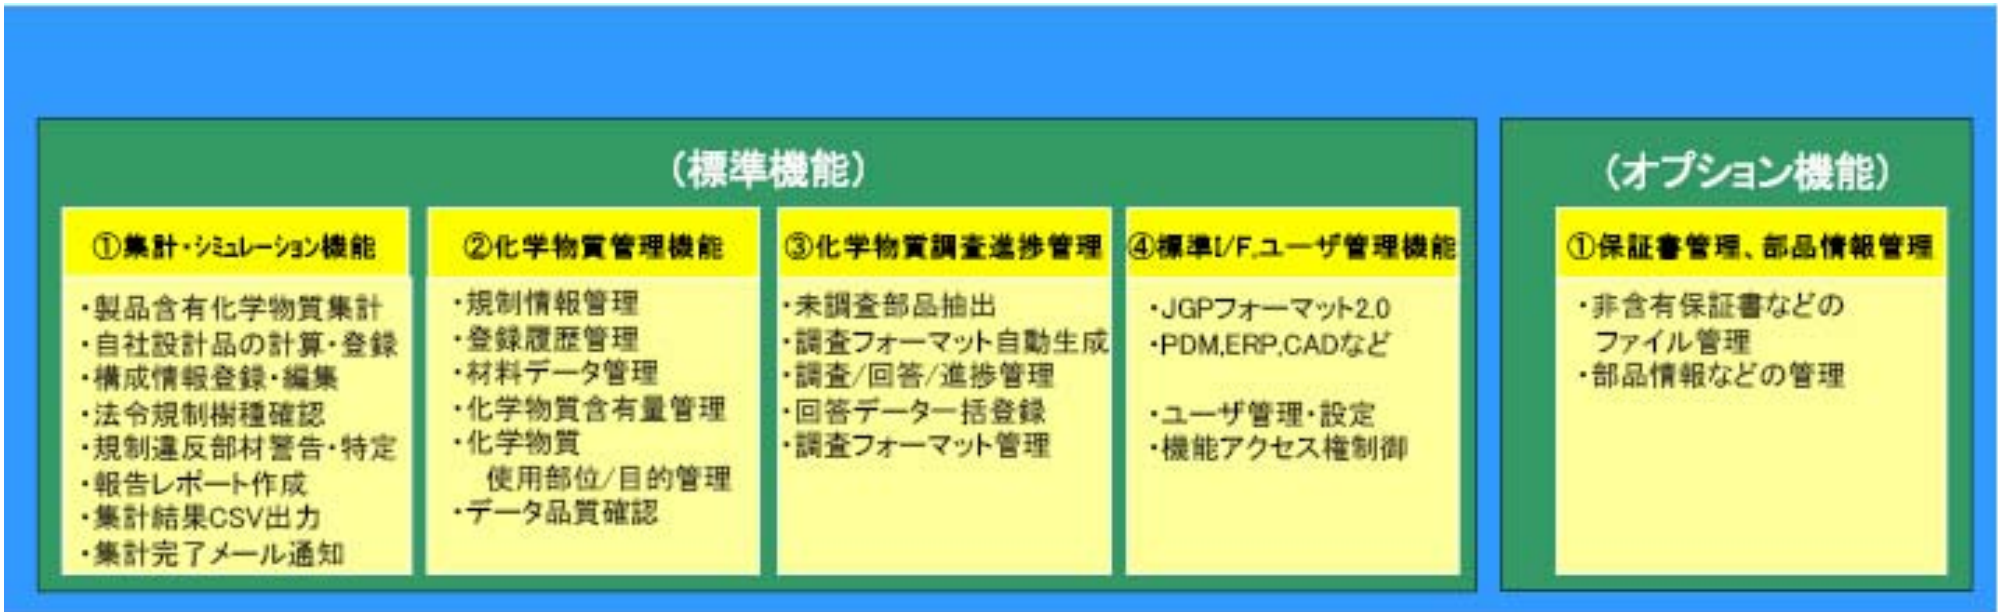 (標準機能)
①集計・シミュレーション機能
・製品含有化学物質集計
・自社設計品の計算・登録
・構成情報登録・編集
・法令規制樹種確認
・規制違反部材警告・特定
・報告レポート作成
・集計結果CSV出力
・集計完了メール通知
②化学物質管理機能
・規制情報管理
・登録履歴管理
・材料データ管理
・化学物質含有量管理
・化学物質
使用部位/目的管理
・データ品質確認
③化学物質調査進捗管理
・未調査部品抽出
・調査フォーマット自動生成
・調査/回答/進捗管理
・回答データ一括登録
・調査フォーマット管理
④標準I/F,ユーザ管理機能
・JGPフォーマット2.0
・PDM,ERP,CADなど
・ユーザ管理・設定
・機能アクセス権制御
(オプション機能)
①保証書管理、部品情報管理
・非含有保証書などの
ファイル管理
・部品情報などの管理